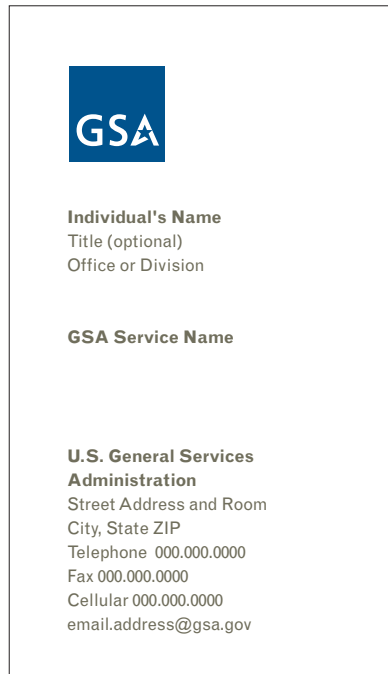 GSA
Individual's Name
Title (optional)
Office or Division
GSA Service Name
U.S. General Services
Administration
Street Address and Room
City, State ZIP
Telephone 000.000.0000
Fax 000.000.0000
Cellular 000.000.0000
email.address@gsa.gov